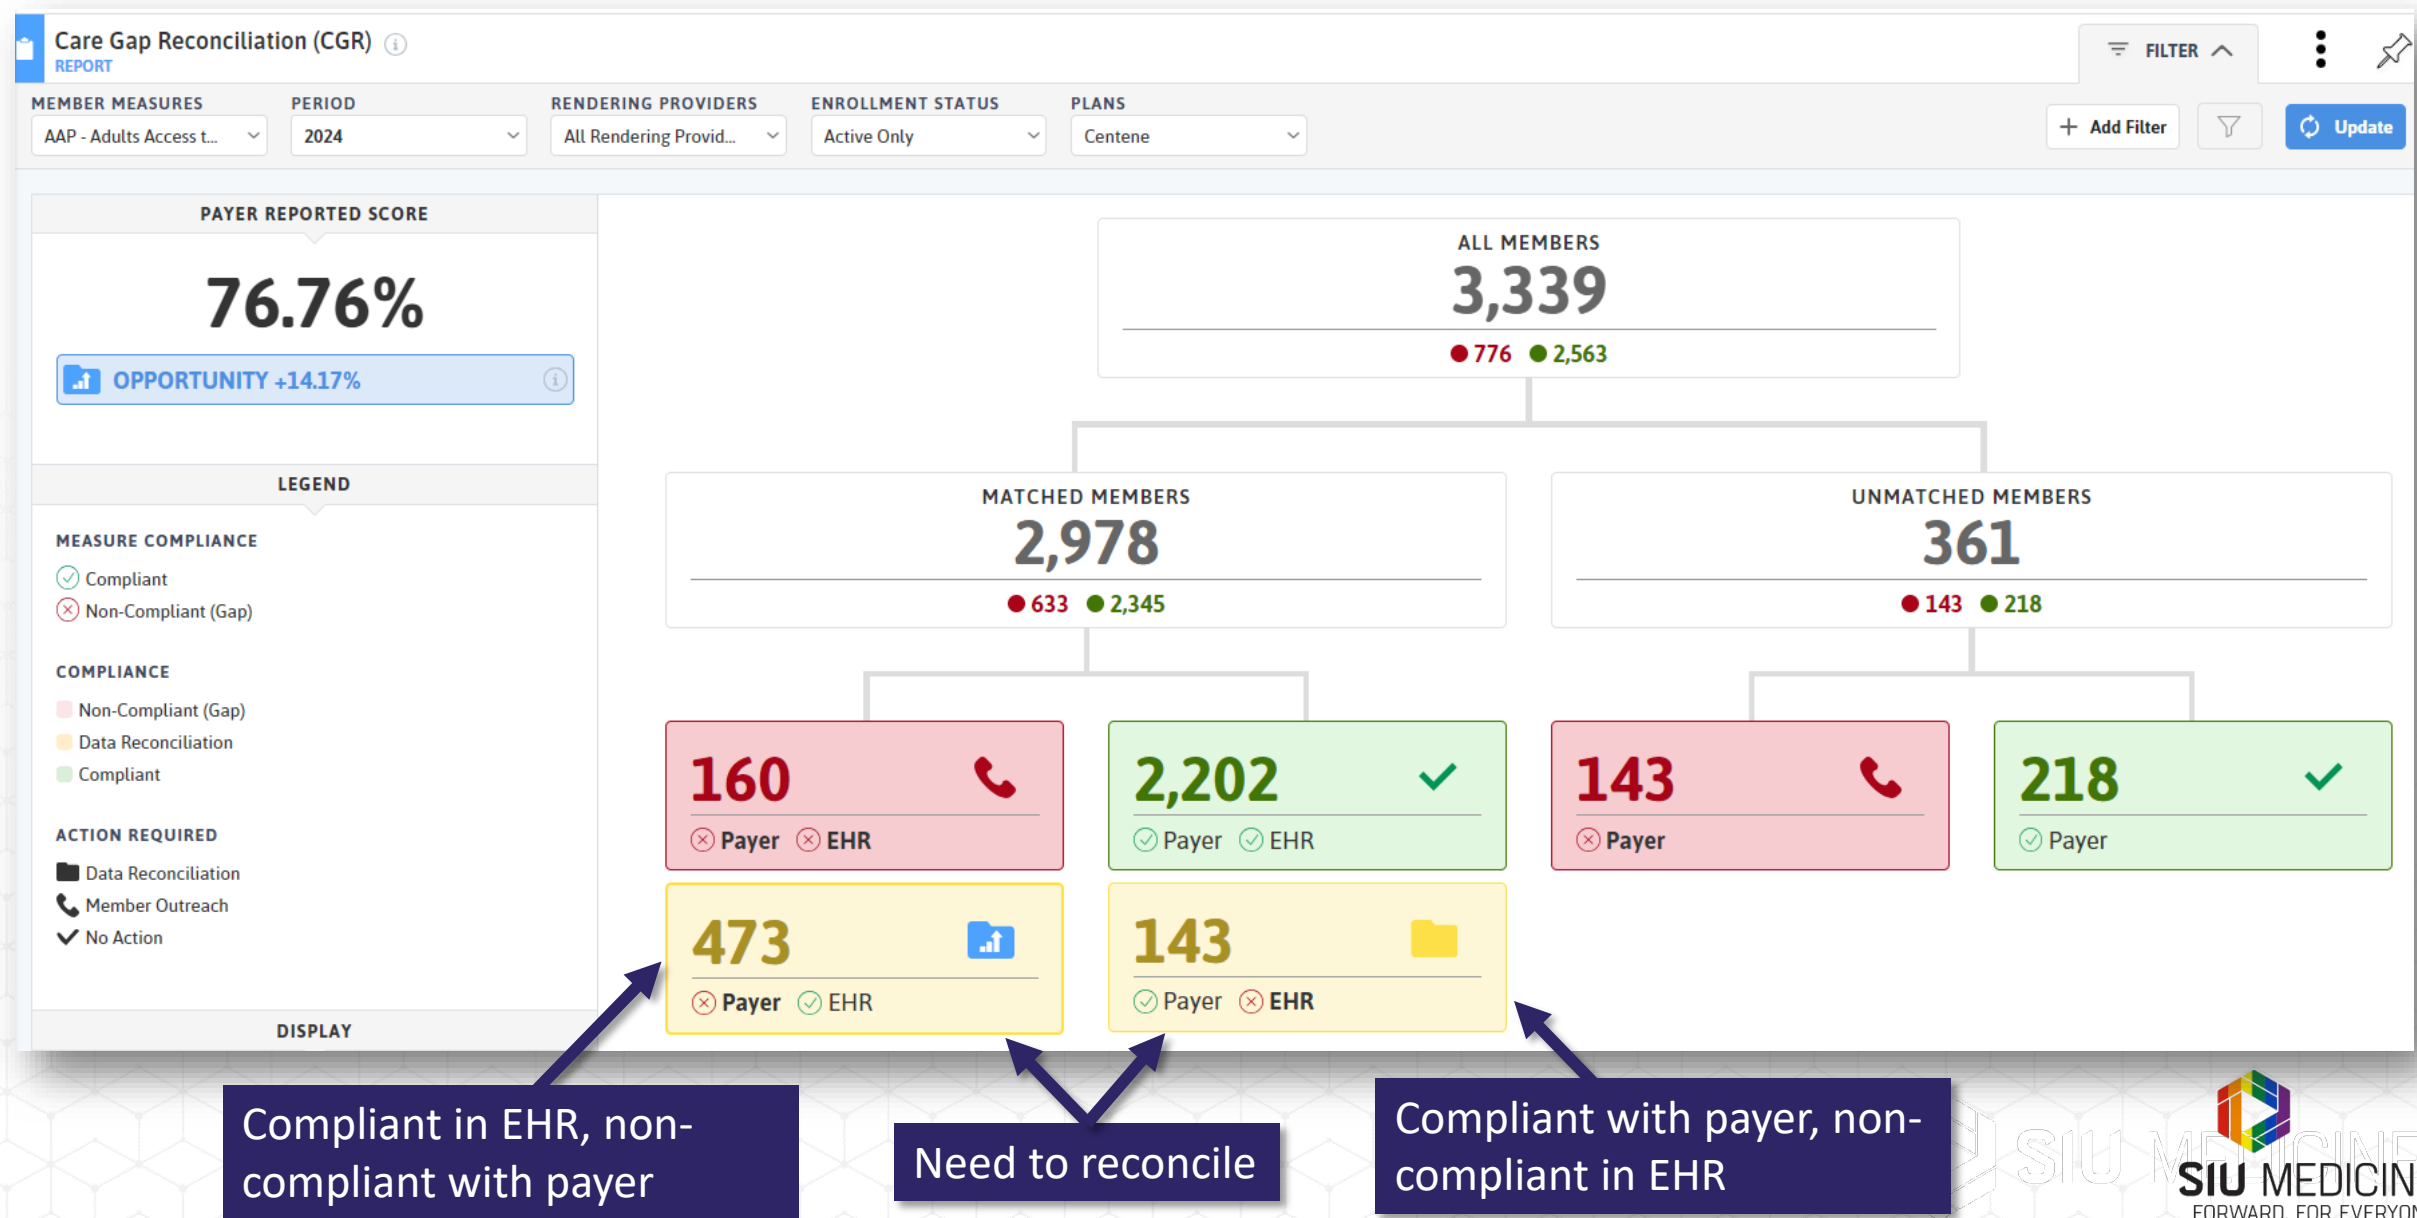 Care Gap Reconciliation (CGR)
REPORT
FILTER
MEMBER MEASURES
PERIOD
RENDERING PROVIDERS
ENROLLMENT STATUS
PLANS
AAP - Adults Access t...
2024
All Rendering Provid...
Active Only
Centene
+ Add Filter
Update
PAYER REPORTED SCORE
76.76%
OPPORTUNITY +14.17%
LEGEND
MEASURE COMPLIANCE
Compliant
Non-Compliant (Gap)
COMPLIANCE
Non-Compliant (Gap)
Data Reconciliation
Compliant
ACTION REQUIRED
Data Reconciliation
Member Outreach
No Action
DISPLAY
ALL MEMBERS
3,339
776 2,563
MATCHED MEMBERS
2,978
633 2,345
UNMATCHED MEMBERS
361
143 218
160
Payer EHR
2,202
Payer EHR
143
Payer
218
Payer
473
Payer EHR
143
Payer EHR
Compliant in EHR, non-
compliant with payer
Need to reconcile
Compliant with payer, non-
compliant in EHR
SIU MEDICINE
SIU MEDICIN
FORWARD. FOR EVERYON